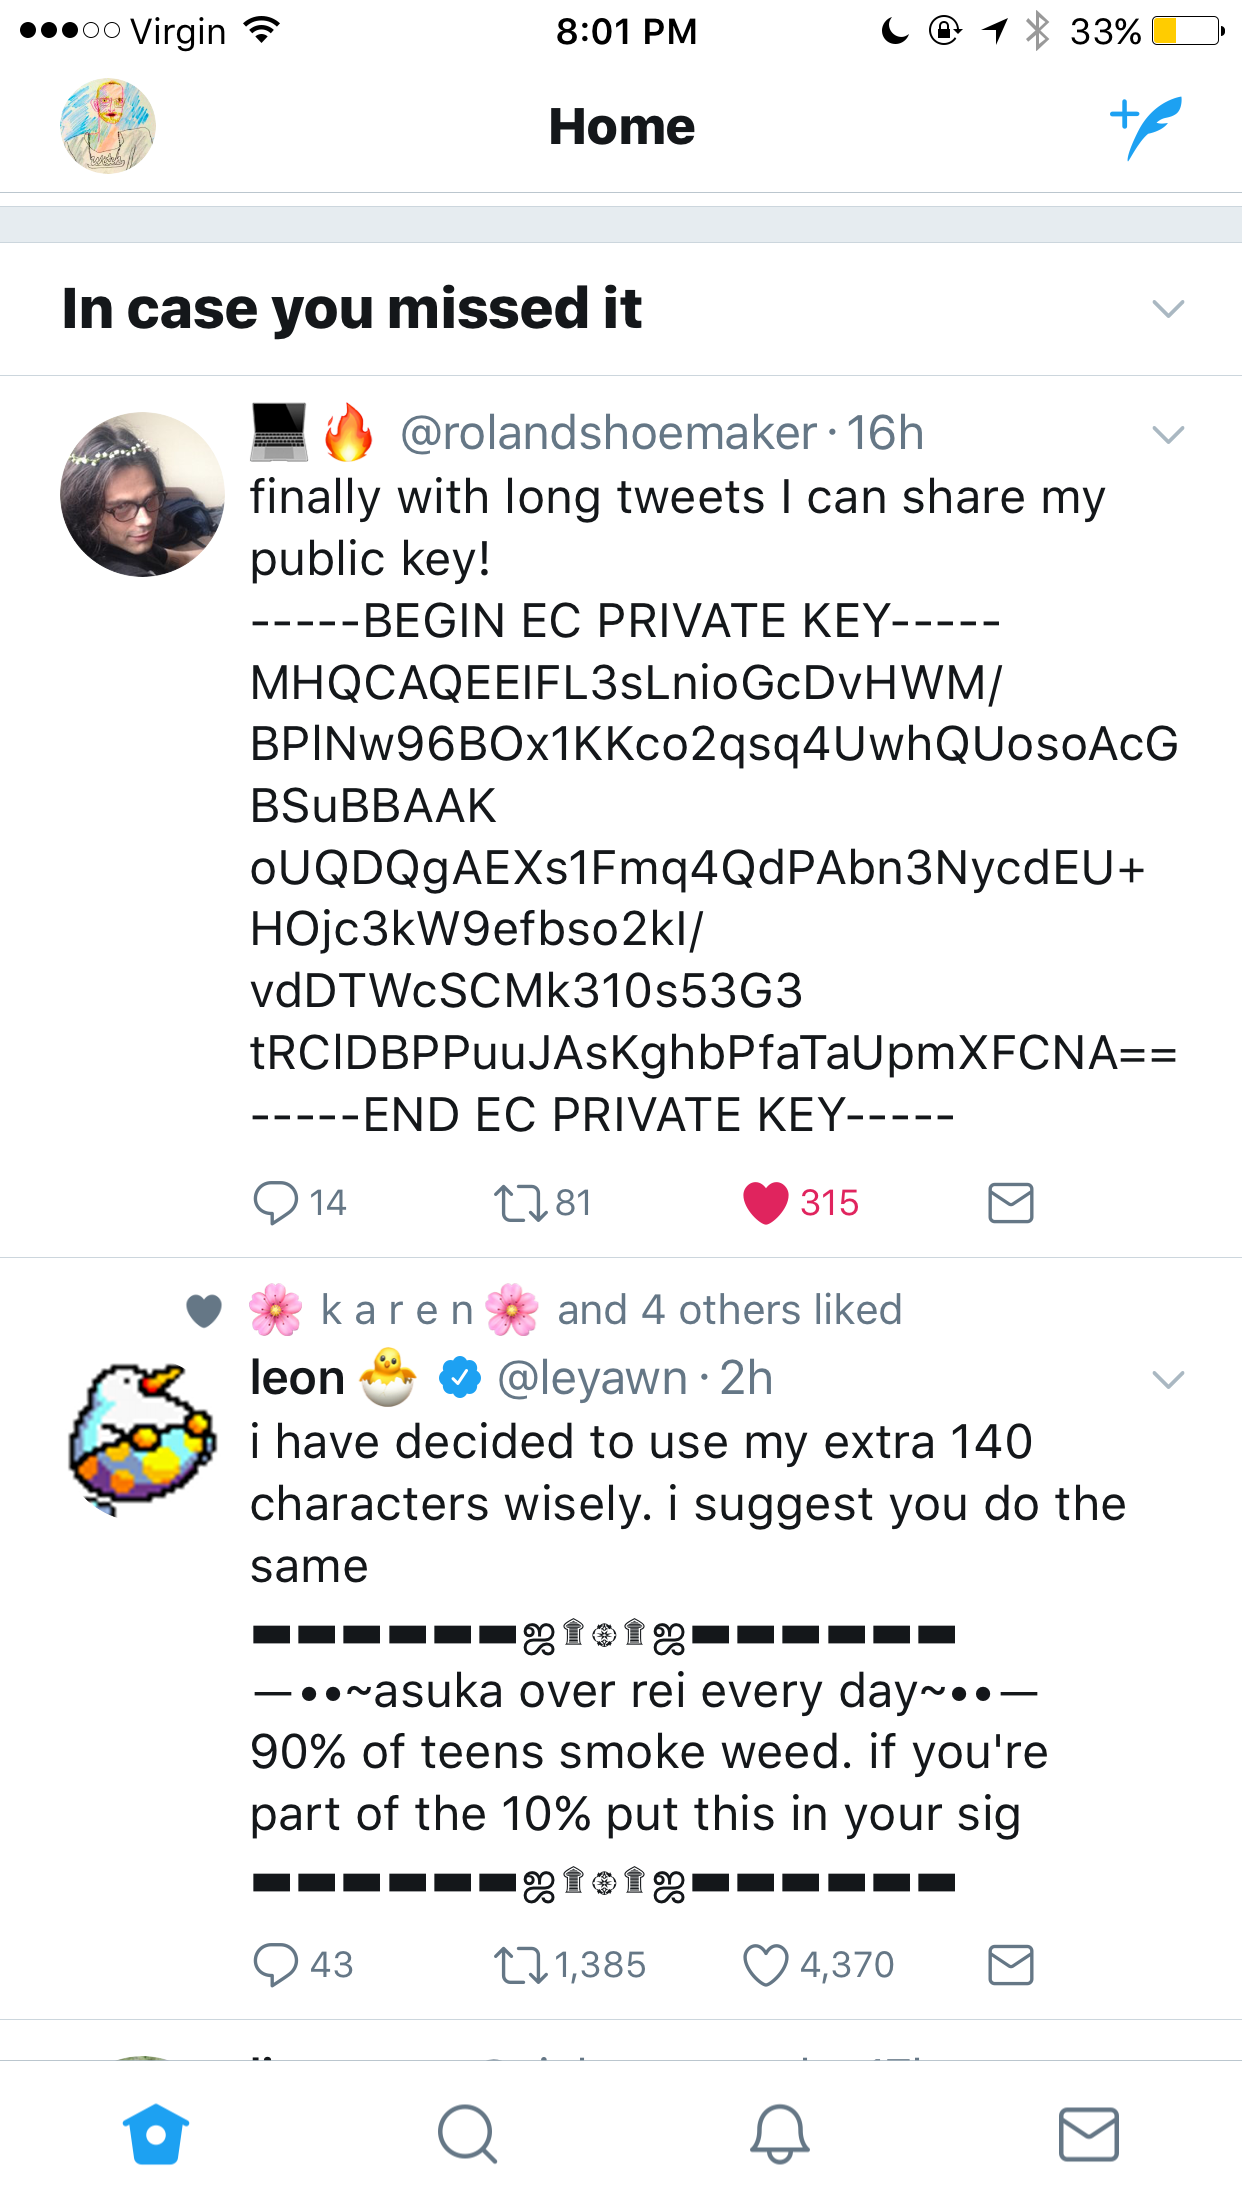 Virgin 8:01 PM 33%
Home
In case you missed it
💻🔥 @rolandshoemaker · 16h
finally with long tweets I can share my
public key!
-----BEGIN EC PRIVATE KEY-----
MHQCAQEEIFL3sLnioGcDvHWM/
BPlNw96BOx1KKco2qsq4UwhQUosoAcG
BSuBBAAK
oUQDQgAEXs1Fmq4QdPAbn3NycdEU+
HOjc3kW9efbso2kI/
vdDTWcSCMk310s53G3
tRClDBPPuuJAsKghbPfaTaUpmXFCNA==
-----END EC PRIVATE KEY-----
14 81 315
🌸 k a r e n 🌸 and 4 others liked
leon 🐣 @leyawn · 2h
i have decided to use my extra 140
characters wisely. i suggest you do the
same
▬▬▬▬▬▬ஜ۩۞۩ஜ▬▬▬▬▬▬
—••~asuka over rei every day~••—
90% of teens smoke weed. if you're
part of the 10% put this in your sig
▬▬▬▬▬▬ஜ۩۞۩ஜ▬▬▬▬▬▬
43 1,385 4,370